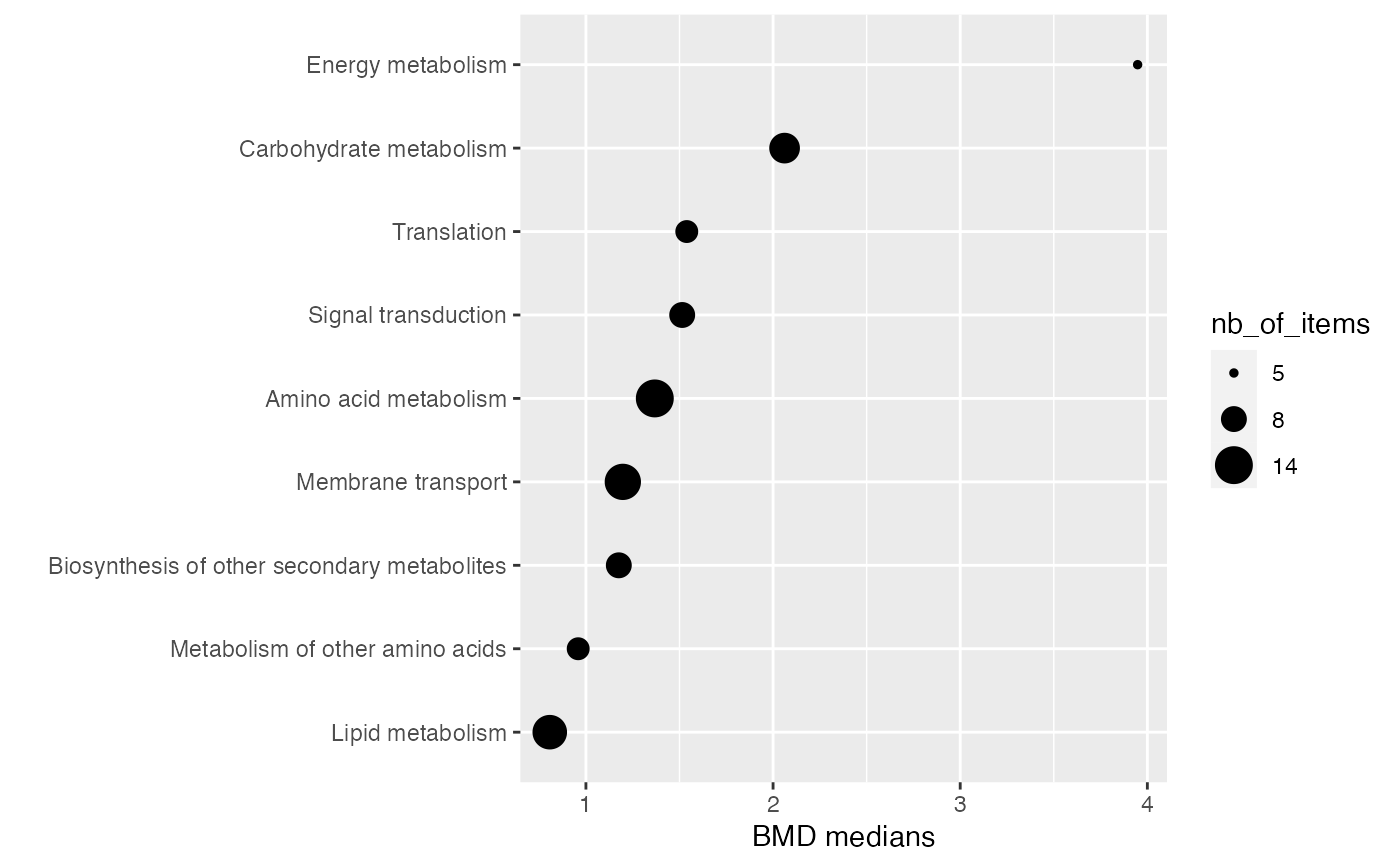 Energy metabolism
Carbohydrate metabolism
Translation
Signal transduction
Amino acid metabolism
Membrane transport
Biosynthesis of other secondary metabolites
Metabolism of other amino acids
Lipid metabolism
1 2 3 4
BMD medians
nb_of_items
5
8
14